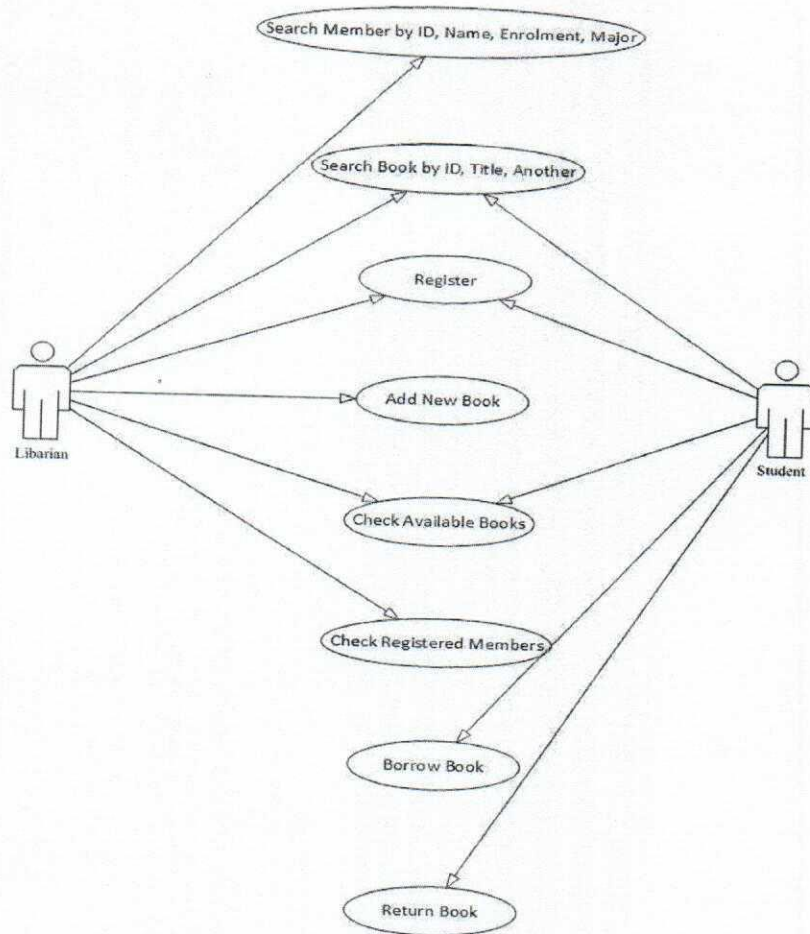 Search Member by ID, Name, Enrolment, Major
Search Book by ID, Title, Another
Register
Add New Book
Libarian
Student
Check Available Books
Check Registered Members
Borrow Book
Return Book